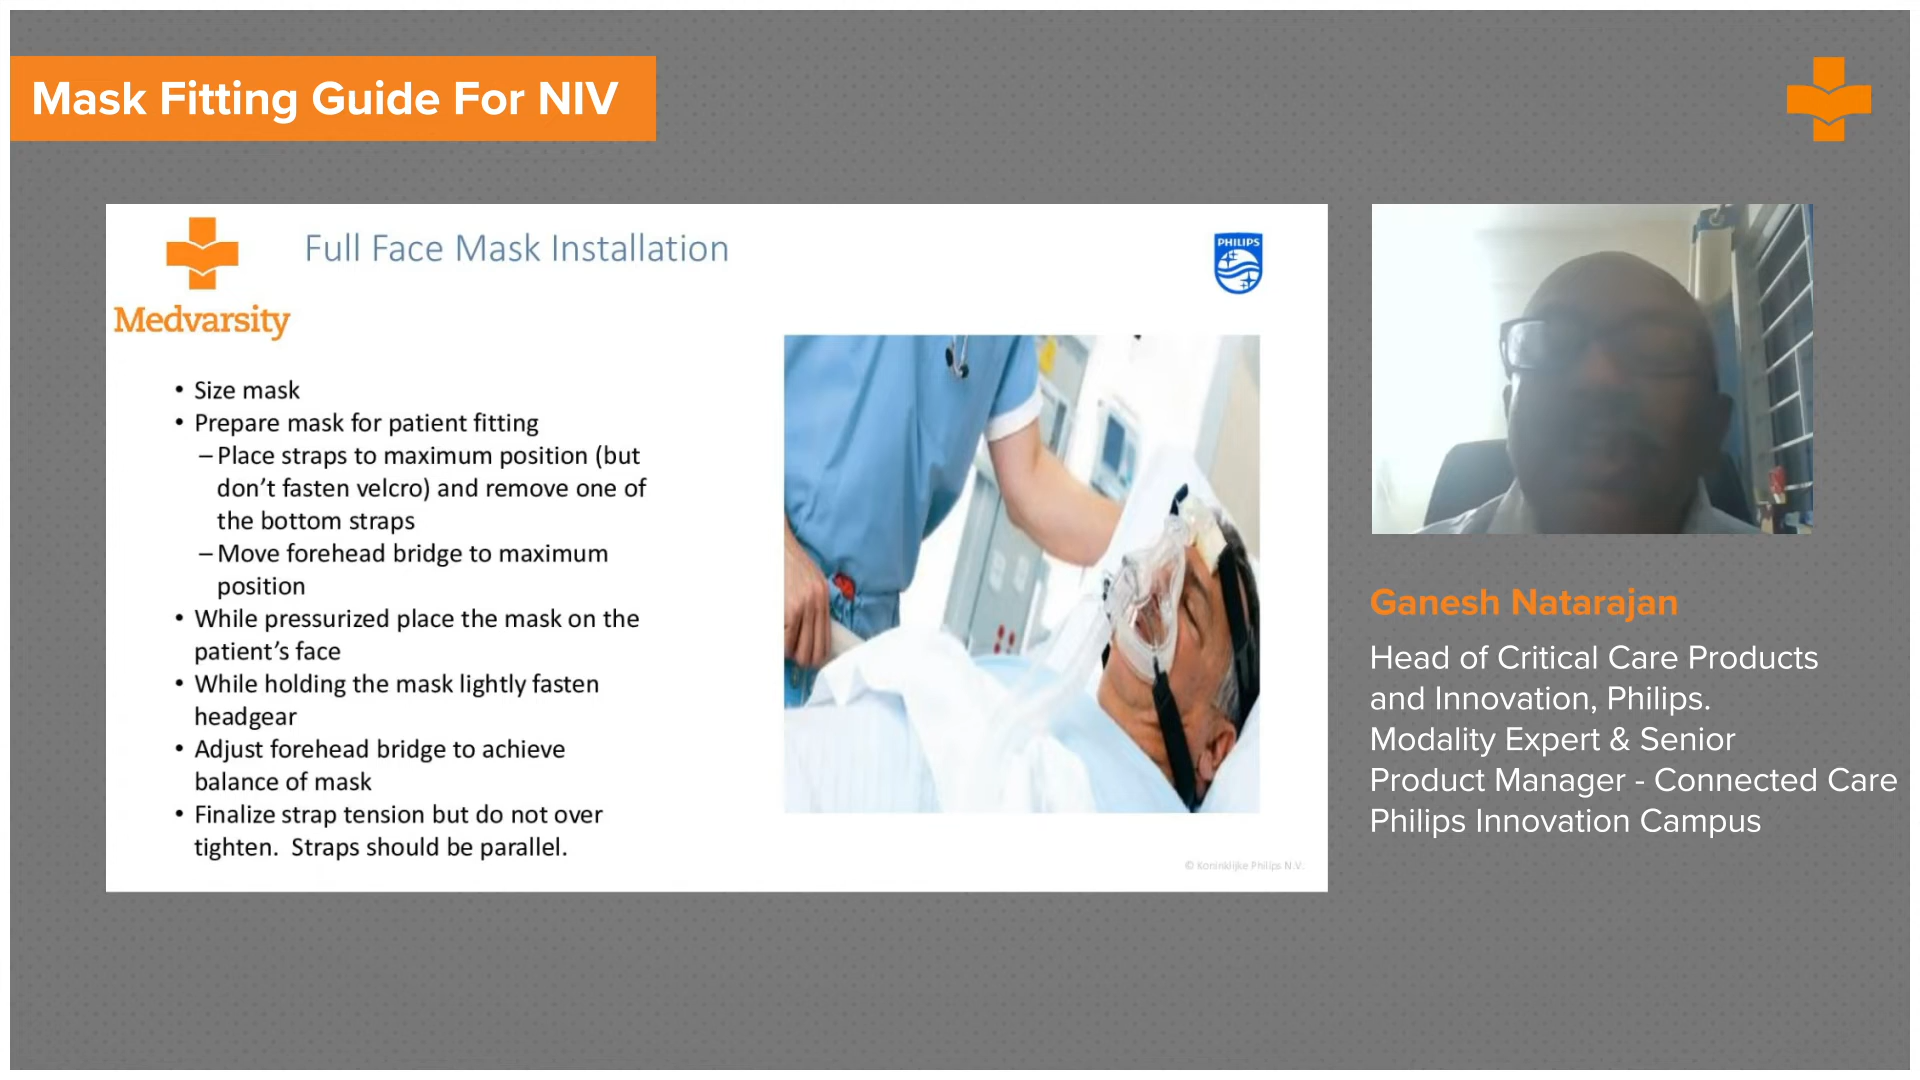 Mask Fitting Guide For NIV
Medvarsity
Full Face Mask Installation
PHILIPS
• Size mask
• Prepare mask for patient fitting
– Place straps to maximum position (but
don’t fasten velcro) and remove one of
the bottom straps
– Move forehead bridge to maximum
position
• While pressurized place the mask on the
patient’s face
• While holding the mask lightly fasten
headgear
• Adjust forehead bridge to achieve
balance of mask
• Finalize strap tension but do not over
tighten.  Straps should be parallel.
© Koninklijke Philips N.V.
Ganesh Natarajan
Head of Critical Care Products
and Innovation, Philips.
Modality Expert & Senior
Product Manager - Connected Care
Philips Innovation Campus